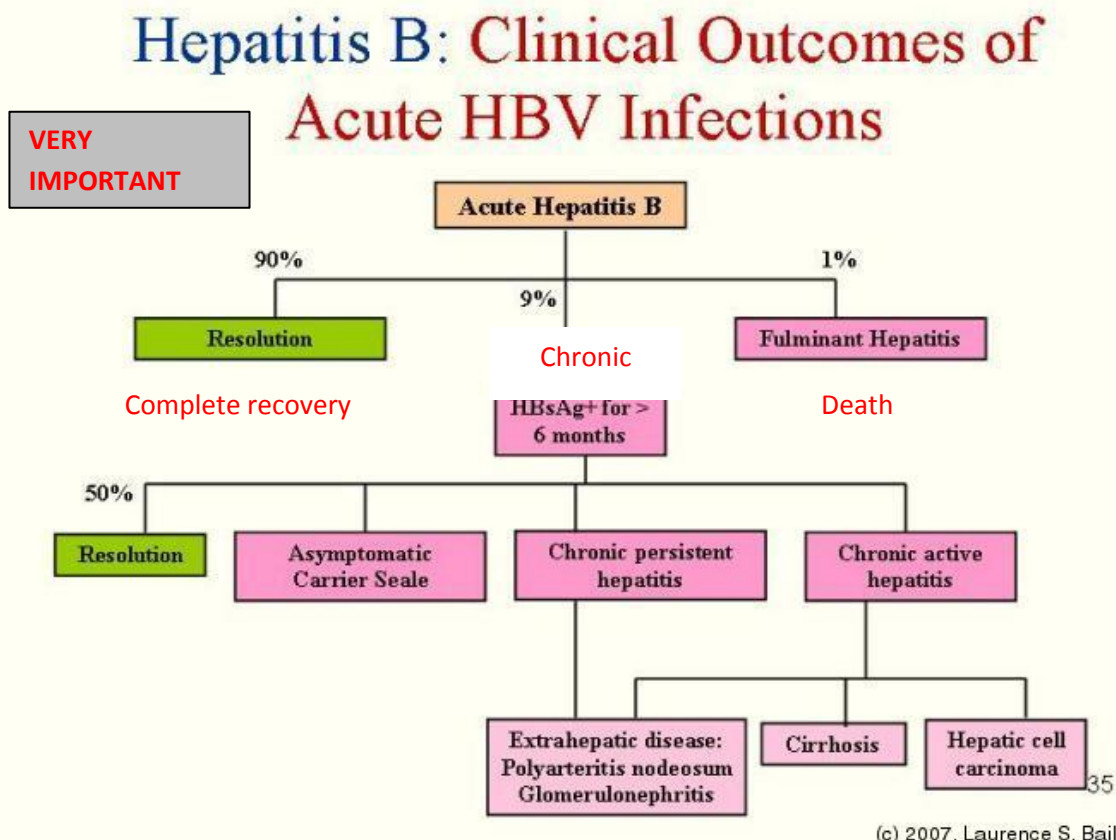 Hepatitis B: Clinical Outcomes of
Acute HBV Infections
VERY
IMPORTANT
Acute Hepatitis B
90%
9%
1%
Resolution
Chronic
Fulminant Hepatitis
Complete recovery
Death
HBsAg+ for >
6 months
50%
Resolution
Asymptomatic
Carrier Seale
Chronic persistent
hepatitis
Chronic active
hepatitis
Extrahepatic disease:
Polyarteritis nodeosum
Glomerulonephritis
Cirrhosis
Hepatic cell
carcinoma
35
(c) 2007, Laurence S. Bail